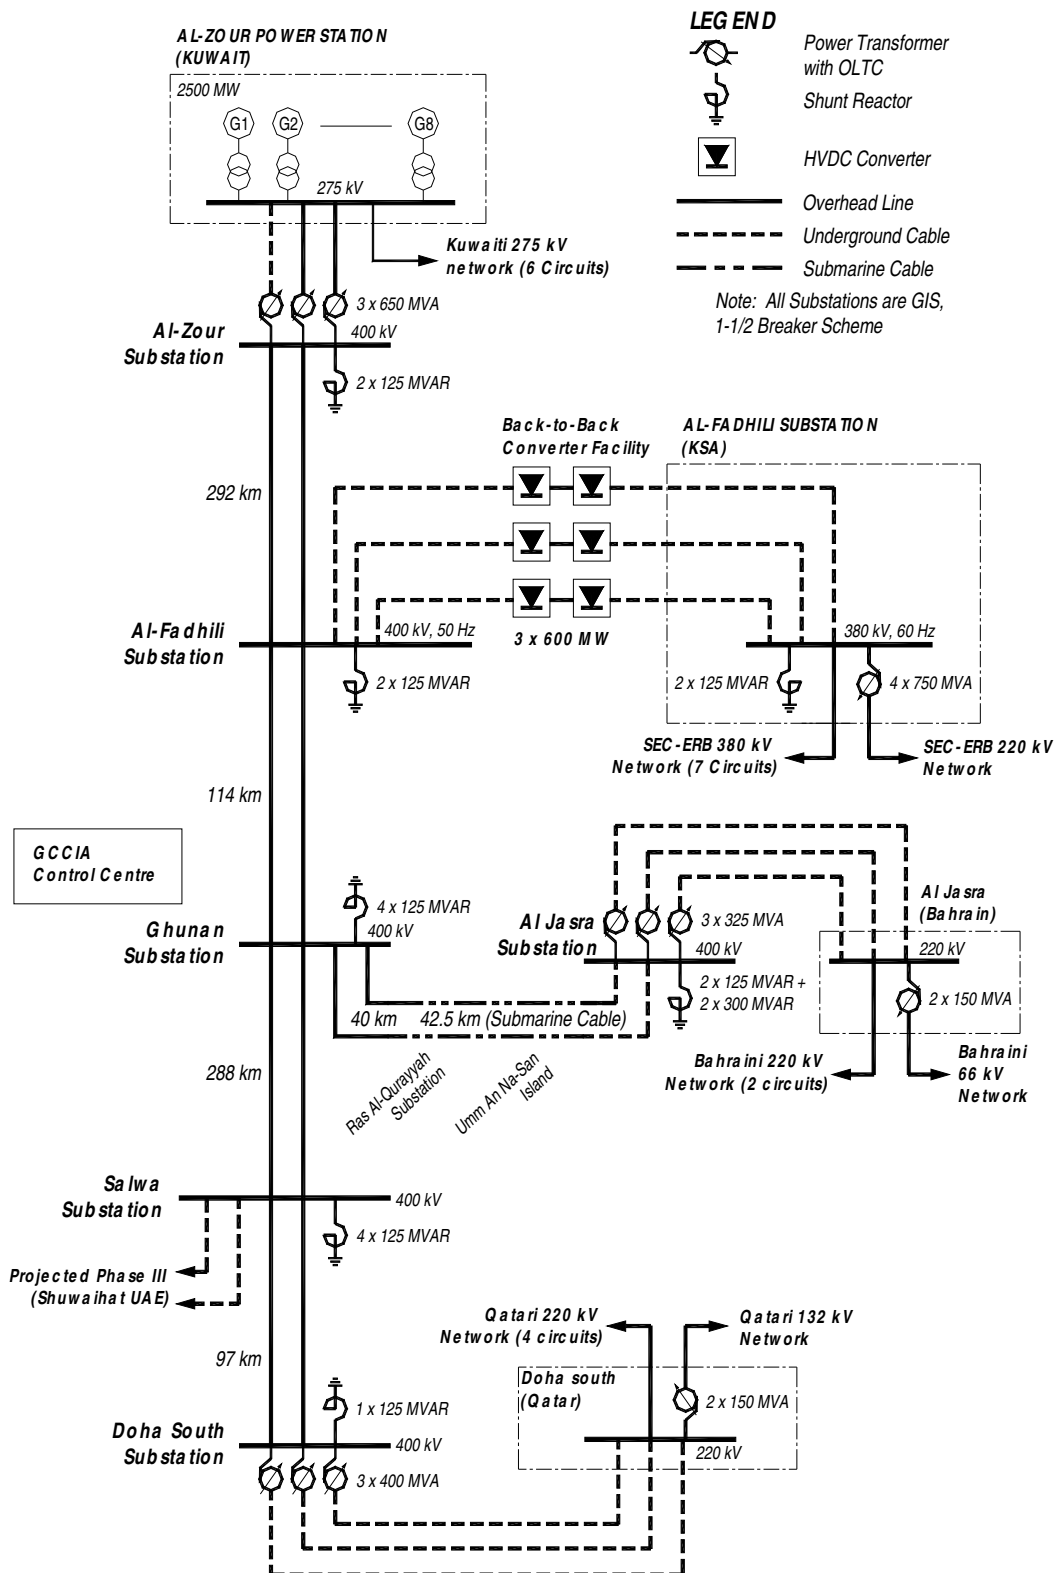 AL-ZOUR POWER STATION
(KUWAIT)
2500 MW
G1
G2
G8
275 kV
Kuwaiti 275 kV
network (6 Circuits)
LEGEND
Power Transformer
with OLTC
Shunt Reactor
HVDC Converter
Overhead Line
Underground Cable
Submarine Cable
Note: All Substations are GIS,
1-1/2 Breaker Scheme
3 x 650 MVA
400 kV
Al-Zour
Substation
2 x 125 MVAR
292 km
Back-to-Back
Converter Facility
AL-FADHILI SUBSTATION
(KSA)
Al-Fadhili
Substation
400 kV, 50 Hz
3 x 600 MW
380 kV, 60 Hz
2 x 125 MVAR
2 x 125 MVAR
4 x 750 MVA
SEC-ERB 380 kV
Network (7 Circuits)
SEC-ERB 220 kV
Network
114 km
GCCIA
Control Centre
4 x 125 MVAR
400 kV
Ghunan
Substation
Al Jasra
Substation
3 x 325 MVA
400 kV
2 x 125 MVAR +
2 x 300 MVAR
Al Jasra
(Bahrain)
220 kV
2 x 150 MVA
40 km
42.5 km (Submarine Cable)
Ras Al-Qurayyah
Substation
Umm An Na-San
Island
Bahraini 220 kV
Network (2 circuits)
Bahraini
66 kV
Network
288 km
Salwa
Substation
400 kV
4 x 125 MVAR
Projected Phase III
(Shuwaihat UAE)
97 km
Qatari 220 kV
Network (4 circuits)
Qatari 132 kV
Network
Doha south
(Qatar)
2 x 150 MVA
220 kV
1 x 125 MVAR
Doha South
Substation
400 kV
3 x 400 MVA